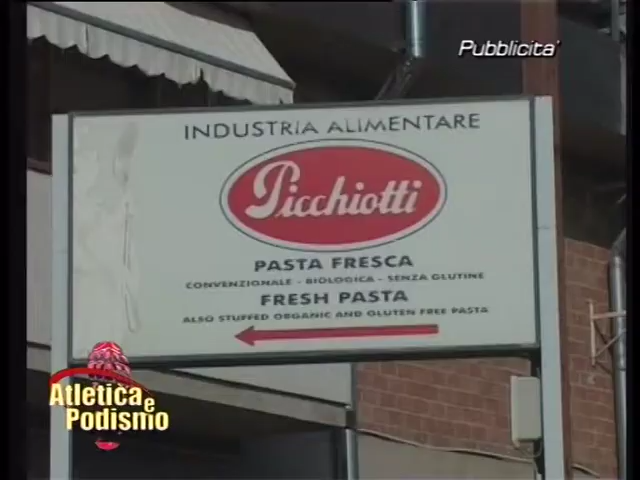 Pubblicita'
INDUSTRIA ALIMENTARE
Picchiotti
PASTA FRESCA
CONVENZIONALE - BIOLOGICA - SENZA GLUTINE
FRESH PASTA
ALSO STUFFED ORGANIC AND GLUTEN FREE PASTA
Atletica
e
Podismo